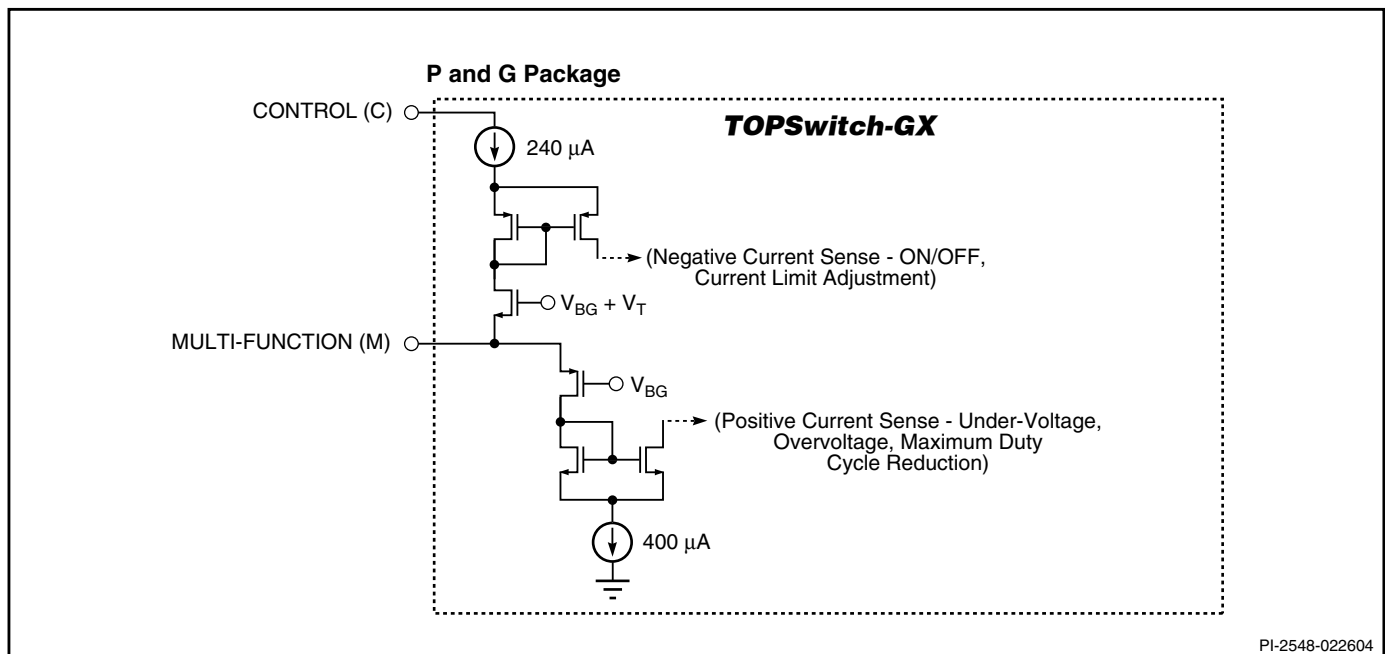 P and G Package
CONTROL (C)
TOPSwitch-GX
240 μA
(Negative Current Sense - ON/OFF,
Current Limit Adjustment)
V_BG + V_T
MULTI-FUNCTION (M)
V_BG
(Positive Current Sense - Under-Voltage,
Overvoltage, Maximum Duty
Cycle Reduction)
400 μA
PI-2548-022604